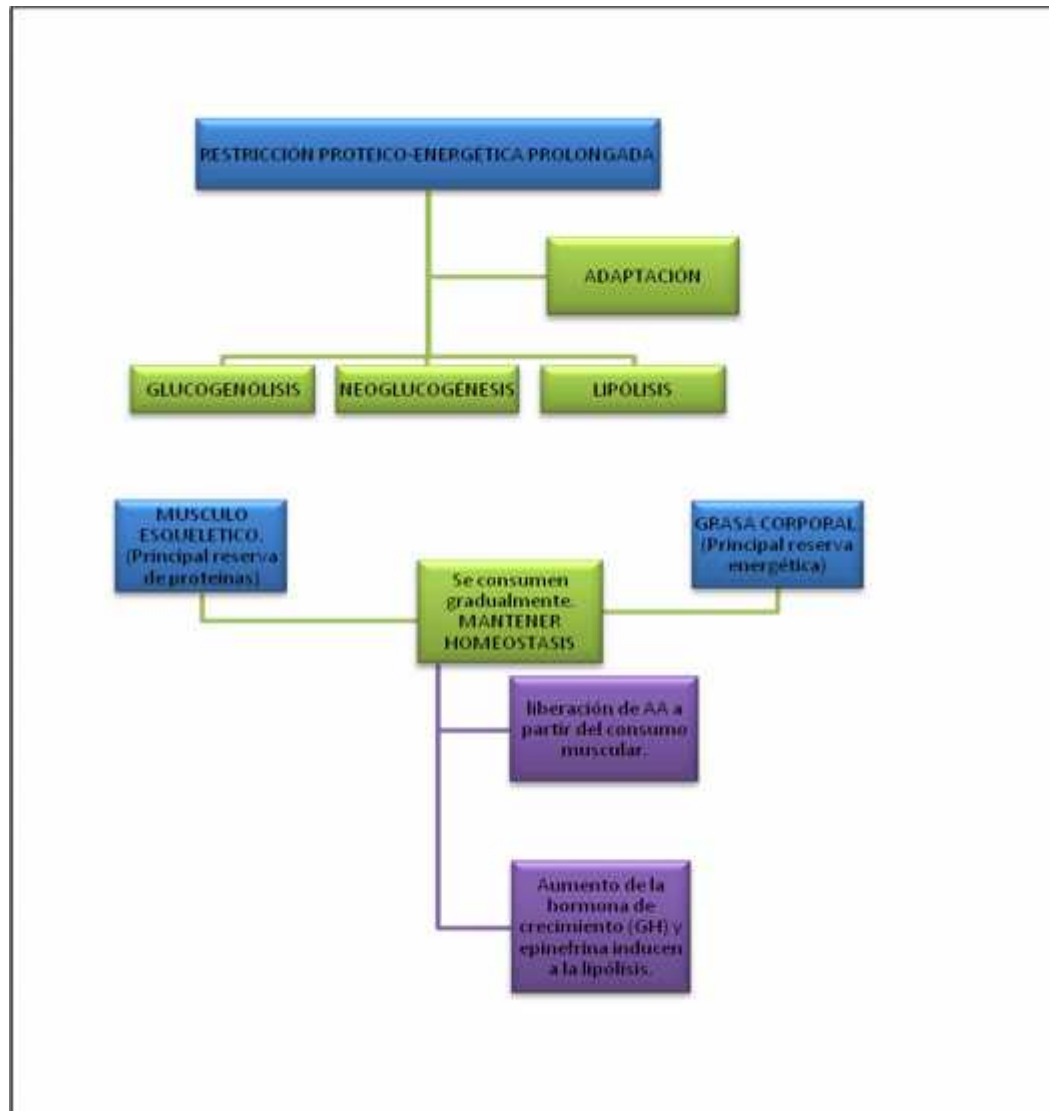 RESTRICCIÓN PROTEICO-ENERGÉTICA PROLONGADA
ADAPTACIÓN
GLUCOGENOLISIS
NEOGLUCOGÉNESIS
LIPÓLISIS
MUSCULO
ESQUELETICO.
(Principal reserva
de proteínas)
GRASA CORPORAL
(Principal reserva
energética)
Se consumen
gradualmente.
MANTENER
HOMEOSTASIS
liberación de AA a
partir del consumo
muscular.
Aumento de la
hormona de
crecimiento (GH) y
epinefrina inducen
a la lipólisis.